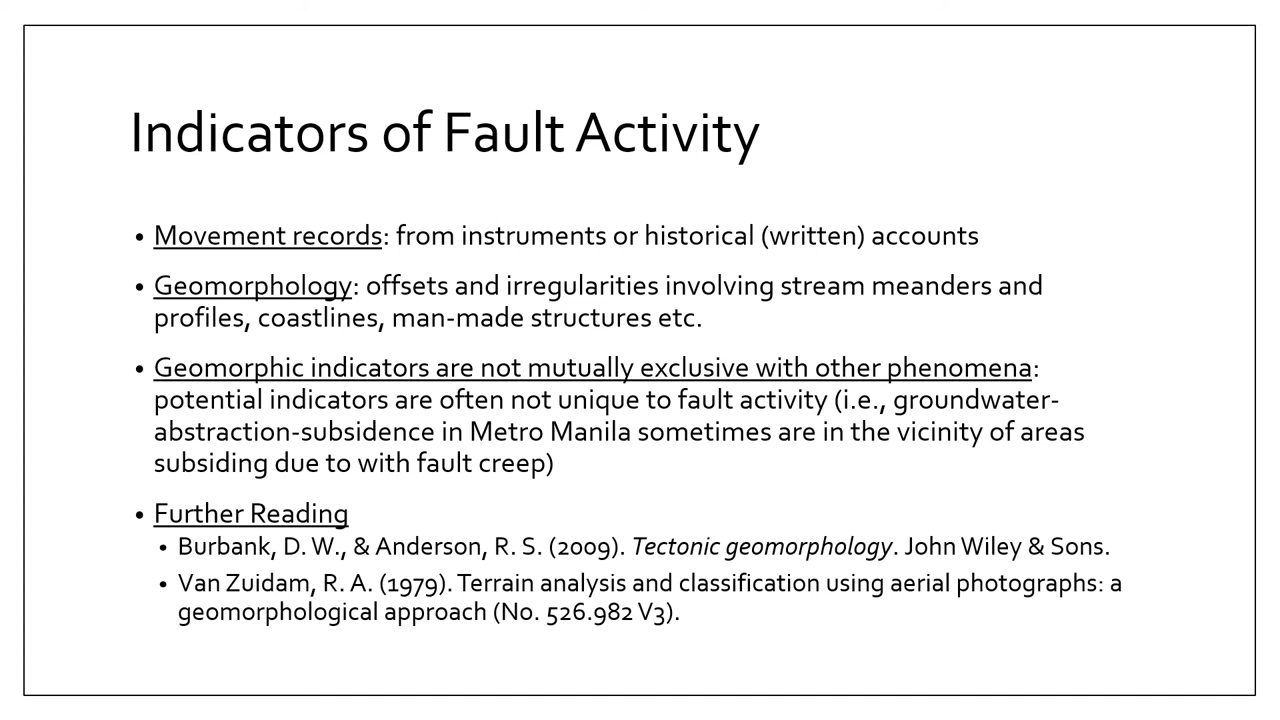 Indicators of Fault Activity
• Movement records: from instruments or historical (written) accounts
• Geomorphology: offsets and irregularities involving stream meanders and
profiles, coastlines, man-made structures etc.
• Geomorphic indicators are not mutually exclusive with other phenomena:
potential indicators are often not unique to fault activity (i.e., groundwater-
abstraction-subsidence in Metro Manila sometimes are in the vicinity of areas
subsiding due to with fault creep)
• Further Reading
• Burbank, D. W., & Anderson, R. S. (2009). Tectonic geomorphology. John Wiley & Sons.
• Van Zuidam, R. A. (1979). Terrain analysis and classification using aerial photographs: a
geomorphological approach (No. 526.982 V3).